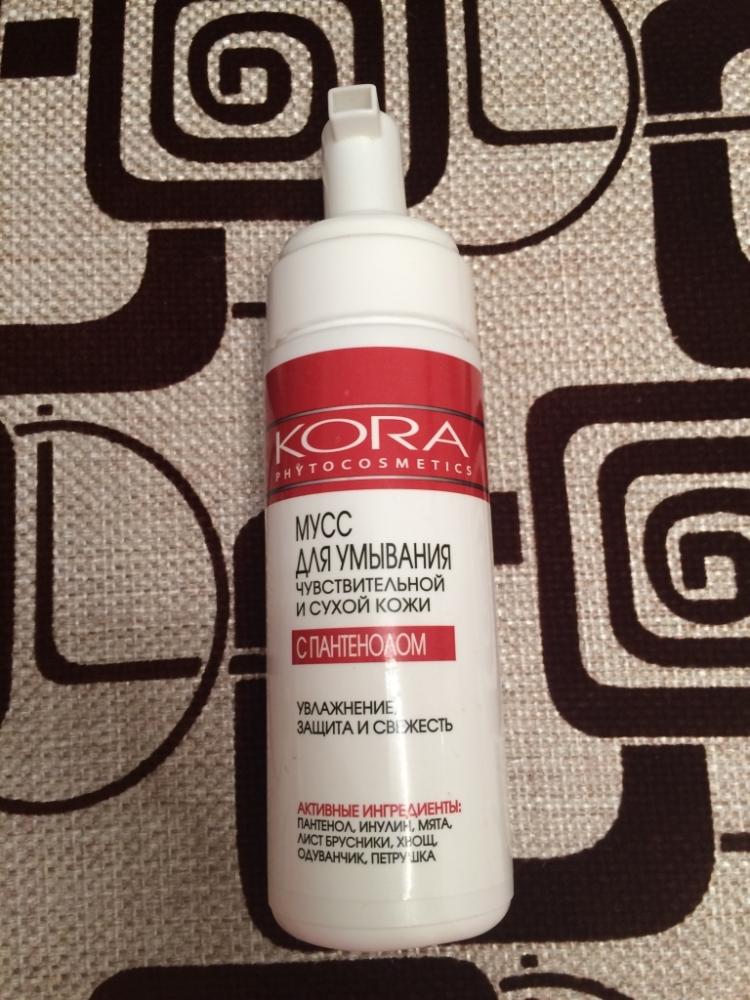 KORA
PHYTOCOSMETICS
МУСС
ДЛЯ УМЫВАНИЯ
ЧУВСТВИТЕЛЬНОЙ
И СУХОЙ КОЖИ
С ПАНТЕНОЛОМ
УВЛАЖНЕНИЕ,
ЗАЩИТА И СВЕЖЕСТЬ
АКТИВНЫЕ ИНГРЕДИЕНТЫ:
ПАНТЕНОЛ, ИНУЛИН, МЯТА,
ЛИСТ БРУСНИКИ, ХВОЩ,
ОДУВАНЧИК, ПЕТРУШКА